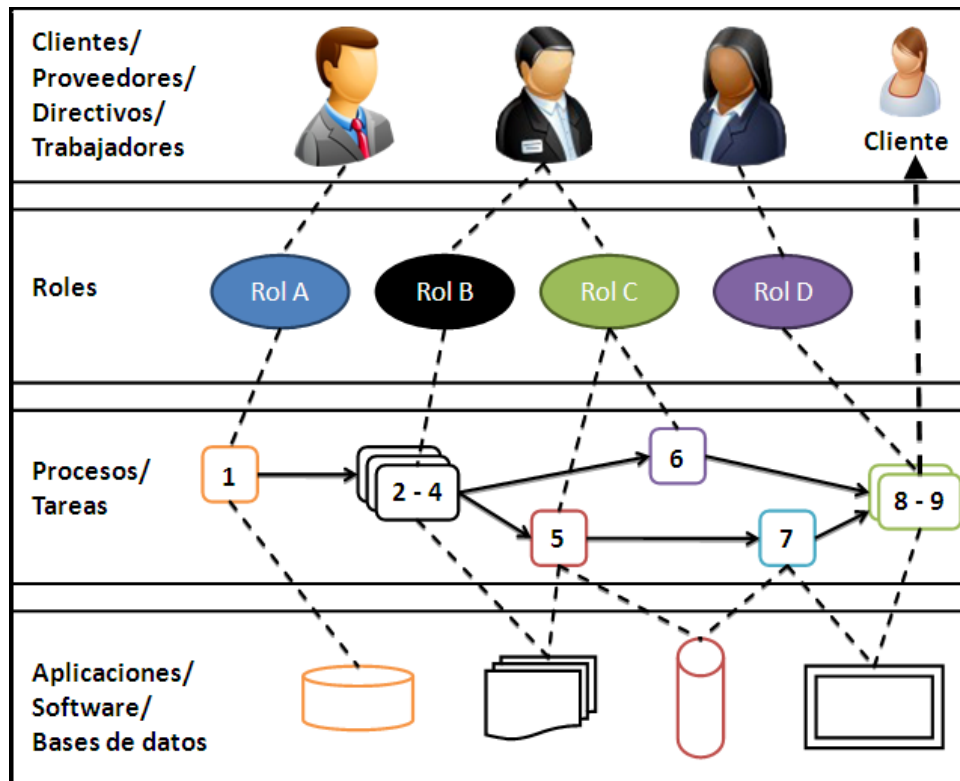 Clientes/
Proveedores/
Directivos/
Trabajadores
Cliente
Roles
Rol A
Rol B
Rol C
Rol D
Procesos/
Tareas
1
2 - 4
6
5
7
8 - 9
Aplicaciones/
Software/
Bases de datos